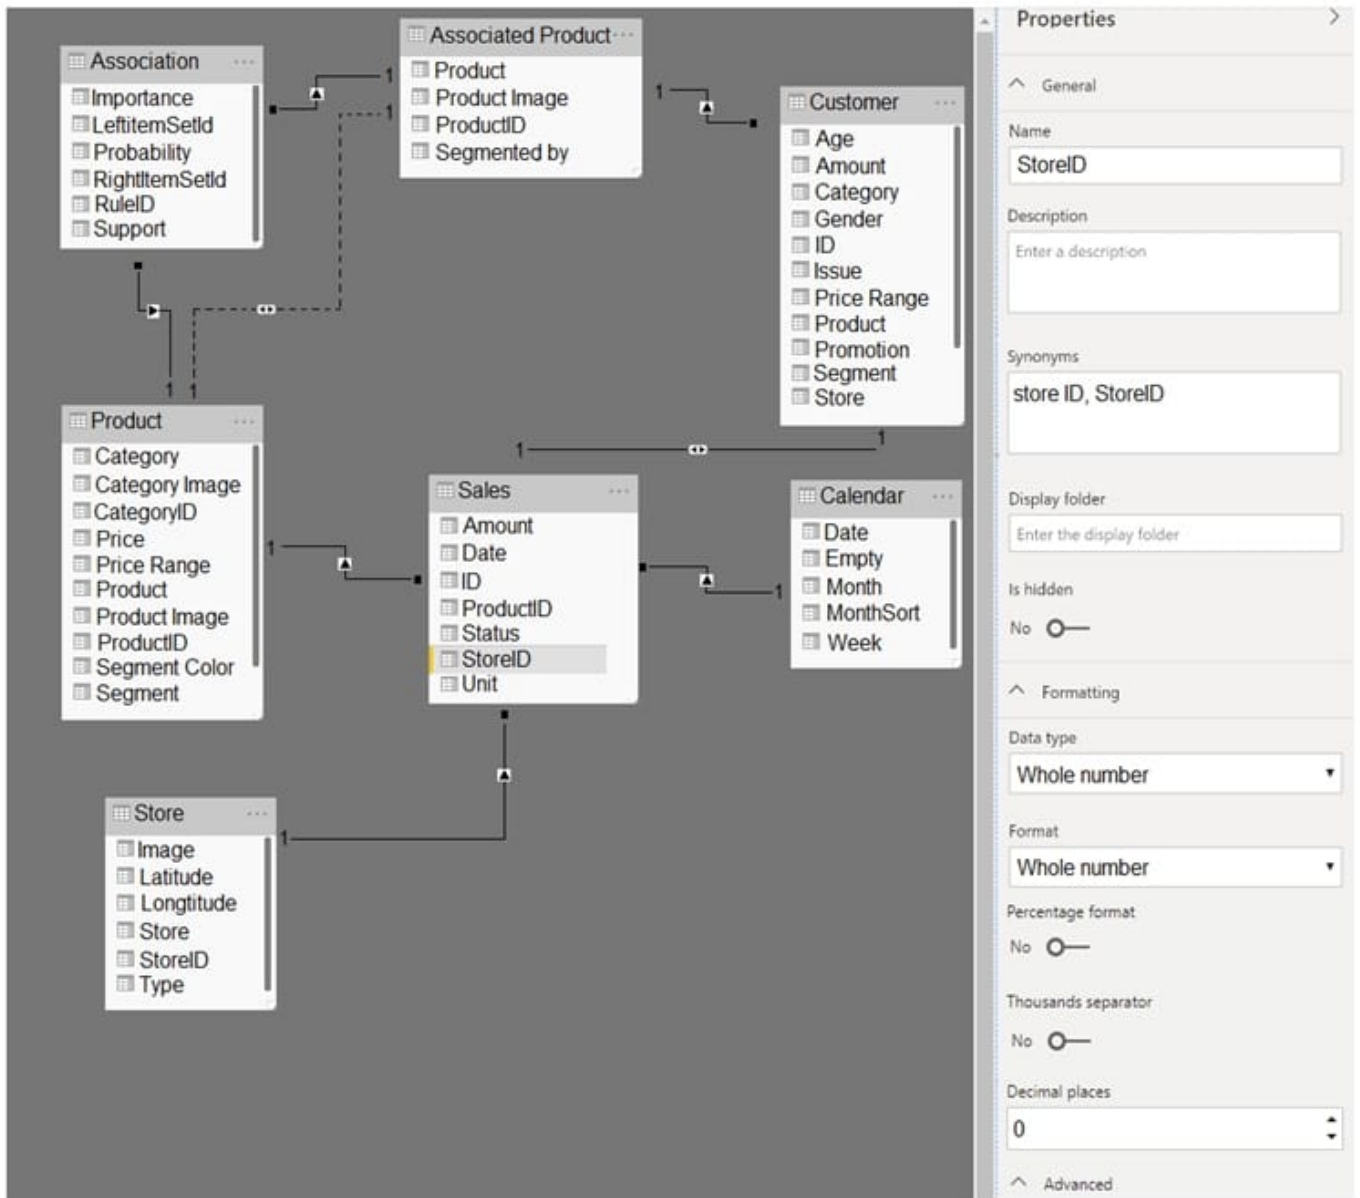 Association
Importance
LeftitemSetId
Probability
RightItemSetId
RuleID
Support
Associated Product
Product
Product Image
ProductID
Segmented by
Customer
Age
Amount
Category
Gender
ID
Issue
Price Range
Product
Promotion
Segment
Store
1
1
1
1
1
1
1
Product
Category
Category Image
CategoryID
Price
Price Range
Product
Product Image
ProductID
Segment Color
Segment
1
Sales
Amount
Date
ID
ProductID
Status
StoreID
Unit
Calendar
Date
Empty
Month
MonthSort
Week
1
Store
Image
Latitude
Longtitude
Store
StoreID
Type
1
Properties
General
Name
StoreID
Description
Enter a description
Synonyms
store ID, StoreID
Display folder
Enter the display folder
Is hidden
No
Formatting
Data type
Whole number
Format
Whole number
Percentage format
No
Thousands separator
No
Decimal places
0
Advanced